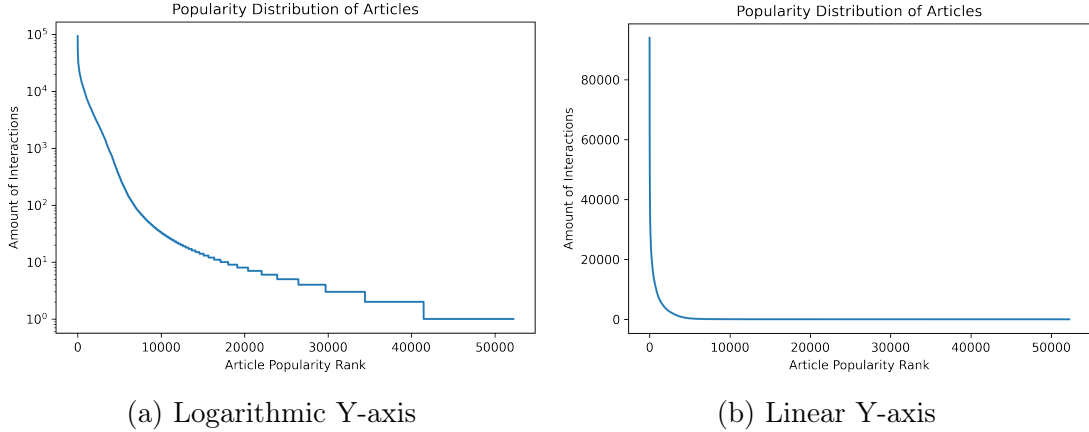 Popularity Distribution of Articles
10^5
10^4
10^3
10^2
10^1
10^0
Amount of Interactions
0 10000 20000 30000 40000 50000
Article Popularity Rank
(a) Logarithmic Y-axis
Popularity Distribution of Articles
80000
60000
40000
20000
0
Amount of Interactions
0 10000 20000 30000 40000 50000
Article Popularity Rank
(b) Linear Y-axis